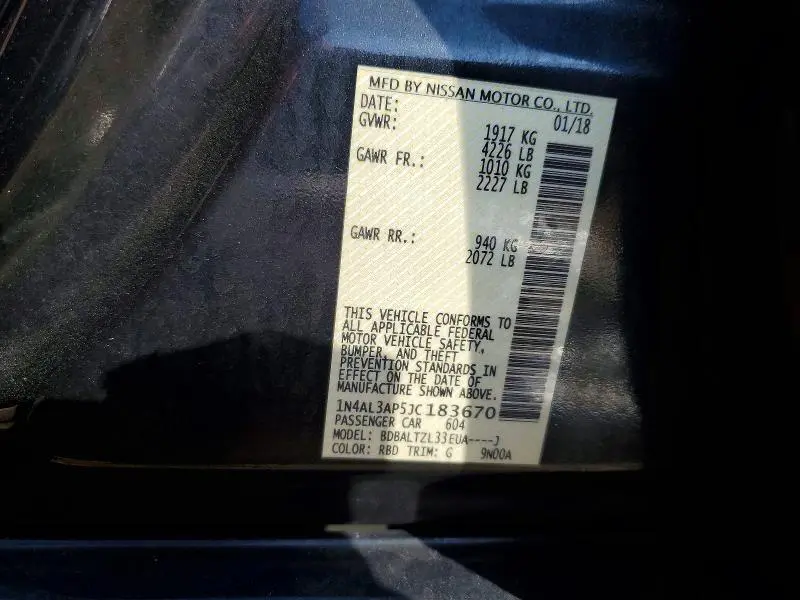 MFD BY NISSAN MOTOR CO., LTD.
DATE: 01/18
GVWR: 1917 KG
4226 LB
GAWR FR.: 1010 KG
2227 LB
GAWR RR.: 940 KG
2072 LB
THIS VEHICLE CONFORMS TO
ALL APPLICABLE FEDERAL
MOTOR VEHICLE SAFETY,
BUMPER, AND THEFT
PREVENTION STANDARDS IN
EFFECT ON THE DATE OF
MANUFACTURE SHOWN ABOVE.
1N4AL3AP5JC183670
PASSENGER CAR 604
MODEL: BDBALTZL33EUA----J
COLOR: RBD TRIM: G 9N00A